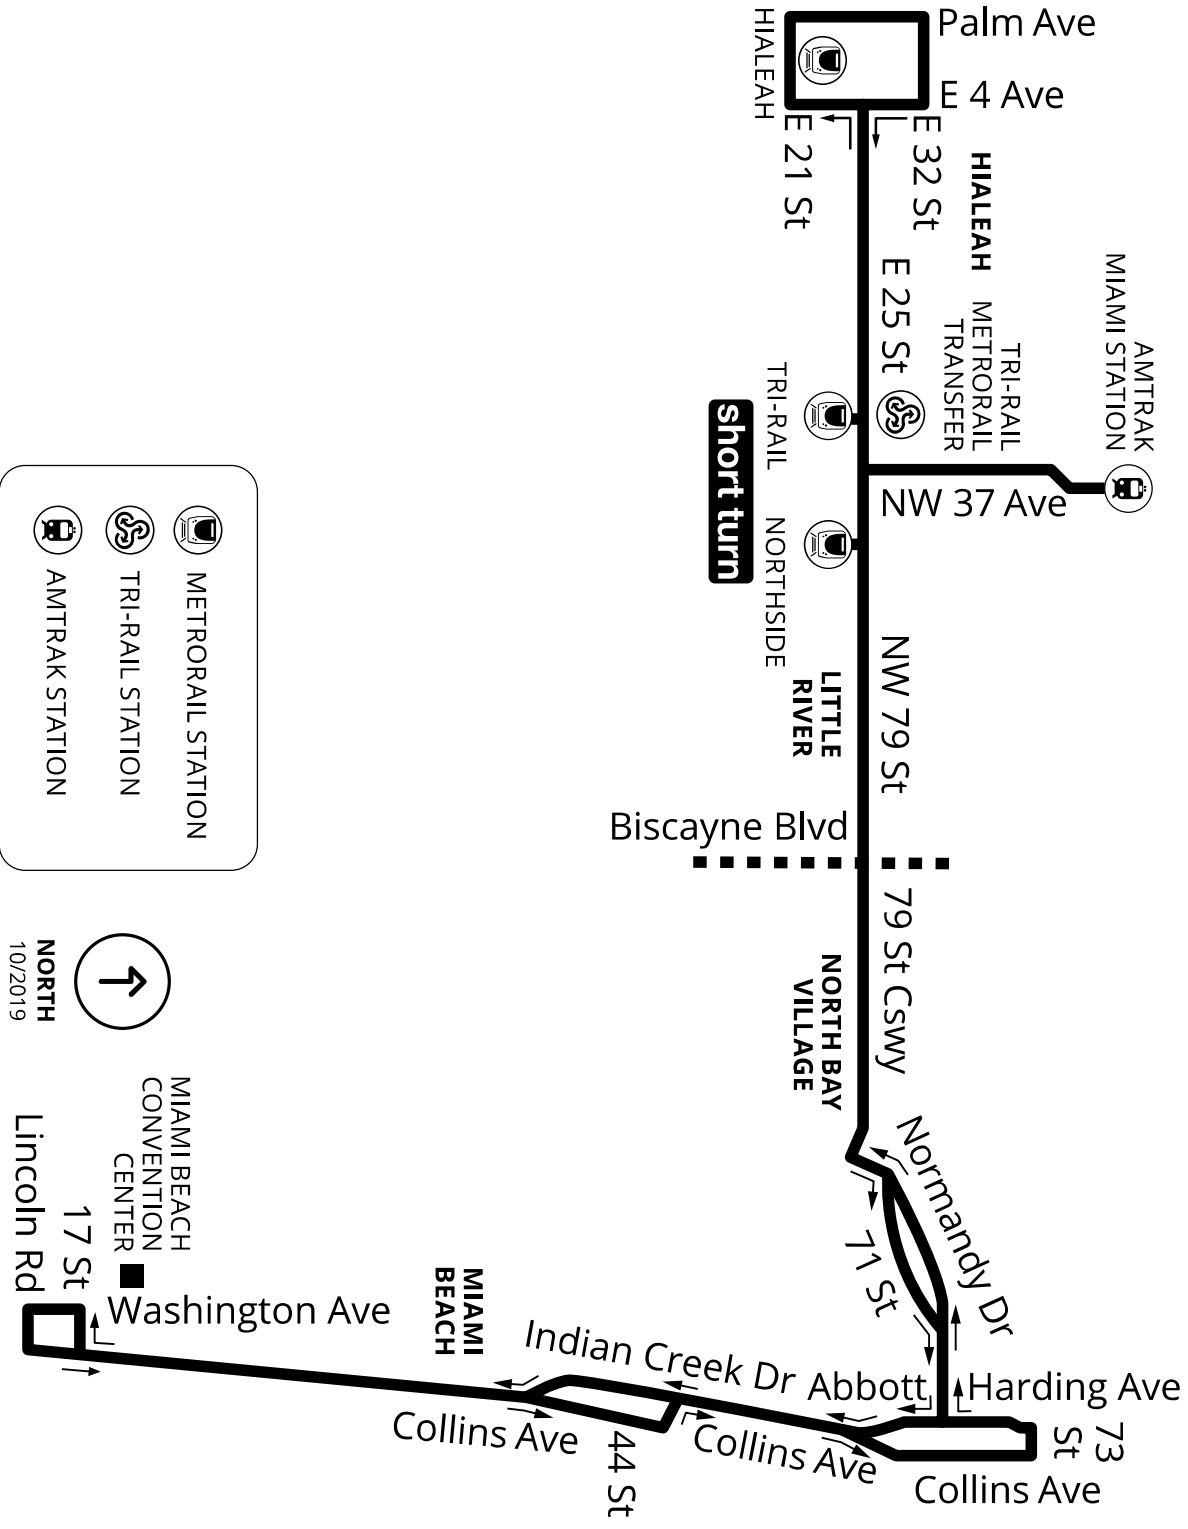 Palm Ave
E 4 Ave
HIALEAH
E 21 St
E 32 St
HIALEAH
E 25 St
TRI-RAIL
METRORAIL
TRANSFER
AMTRAK
MIAMI STATION
NW 37 Ave
TRI-RAIL
short turn
NORTHSIDE
NW 79 St
LITTLE
RIVER
Biscayne Blvd
79 St Cswy
NORTH BAY
VILLAGE
Normandy Dr
71 St
Abbott
Harding Ave
73
St
Collins Ave
Indian Creek Dr
Collins Ave
44 St
Collins Ave
MIAMI
BEACH
Washington Ave
MIAMI BEACH
CONVENTION
CENTER
17 St
Lincoln Rd
METRORAIL STATION
TRI-RAIL STATION
AMTRAK STATION
NORTH
10/2019